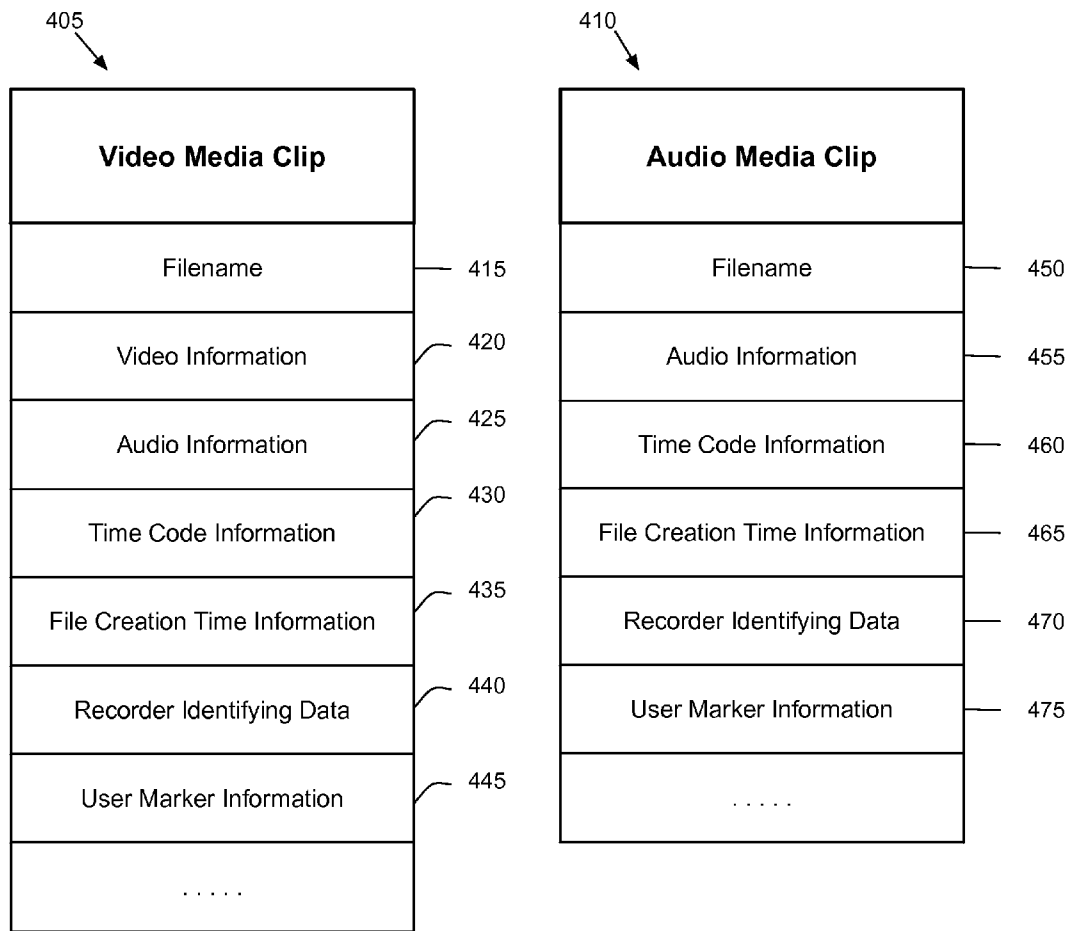 405
Video Media Clip
Filename
415
Video Information
420
Audio Information
425
Time Code Information
430
File Creation Time Information
435
Recorder Identifying Data
440
User Marker Information
445
. . . . .
410
Audio Media Clip
Filename
450
Audio Information
455
Time Code Information
460
File Creation Time Information
465
Recorder Identifying Data
470
User Marker Information
475
. . . . .